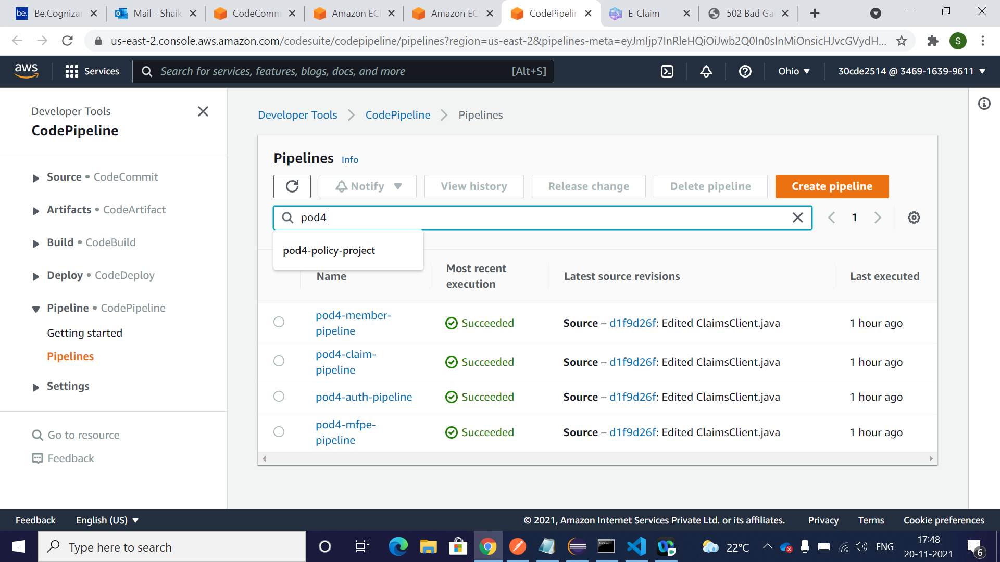 Be.Cognizan
Mail - Shaik
CodeComm
Amazon EC
Amazon EC
CodePipelin
E-Claim
502 Bad Ga
us-east-2.console.aws.amazon.com/codesuite/codepipeline/pipelines?region=us-east-2&pipelines-meta=eyJmIjp7InRleHQiOiJwb2Q0In0sInMiOnsicHJvcGVydH...
S
aws
Services
Search for services, features, blogs, docs, and more
[Alt+S]
Ohio
30cde2514 @ 3469-1639-9611
Developer Tools
CodePipeline
Source • CodeCommit
Artifacts • CodeArtifact
Build • CodeBuild
Deploy • CodeDeploy
Pipeline • CodePipeline
Getting started
Pipelines
Settings
Go to resource
Feedback
Developer Tools
CodePipeline
Pipelines
Pipelines Info
Notify
View history
Release change
Delete pipeline
Create pipeline
pod4
1
pod4-policy-project
Name
Most recent
execution
Latest source revisions
Last executed
pod4-member-
pipeline
Succeeded
Source – d1f9d26f: Edited ClaimsClient.java
1 hour ago
pod4-claim-
pipeline
Succeeded
Source – d1f9d26f: Edited ClaimsClient.java
1 hour ago
pod4-auth-pipeline
Succeeded
Source – d1f9d26f: Edited ClaimsClient.java
1 hour ago
pod4-mfpe-
pipeline
Succeeded
Source – d1f9d26f: Edited ClaimsClient.java
1 hour ago
Feedback
English (US)
© 2021, Amazon Internet Services Private Ltd. or its affiliates.
Privacy
Terms
Cookie preferences
Type here to search
22°C
ENG
17:48
20-11-2021
6